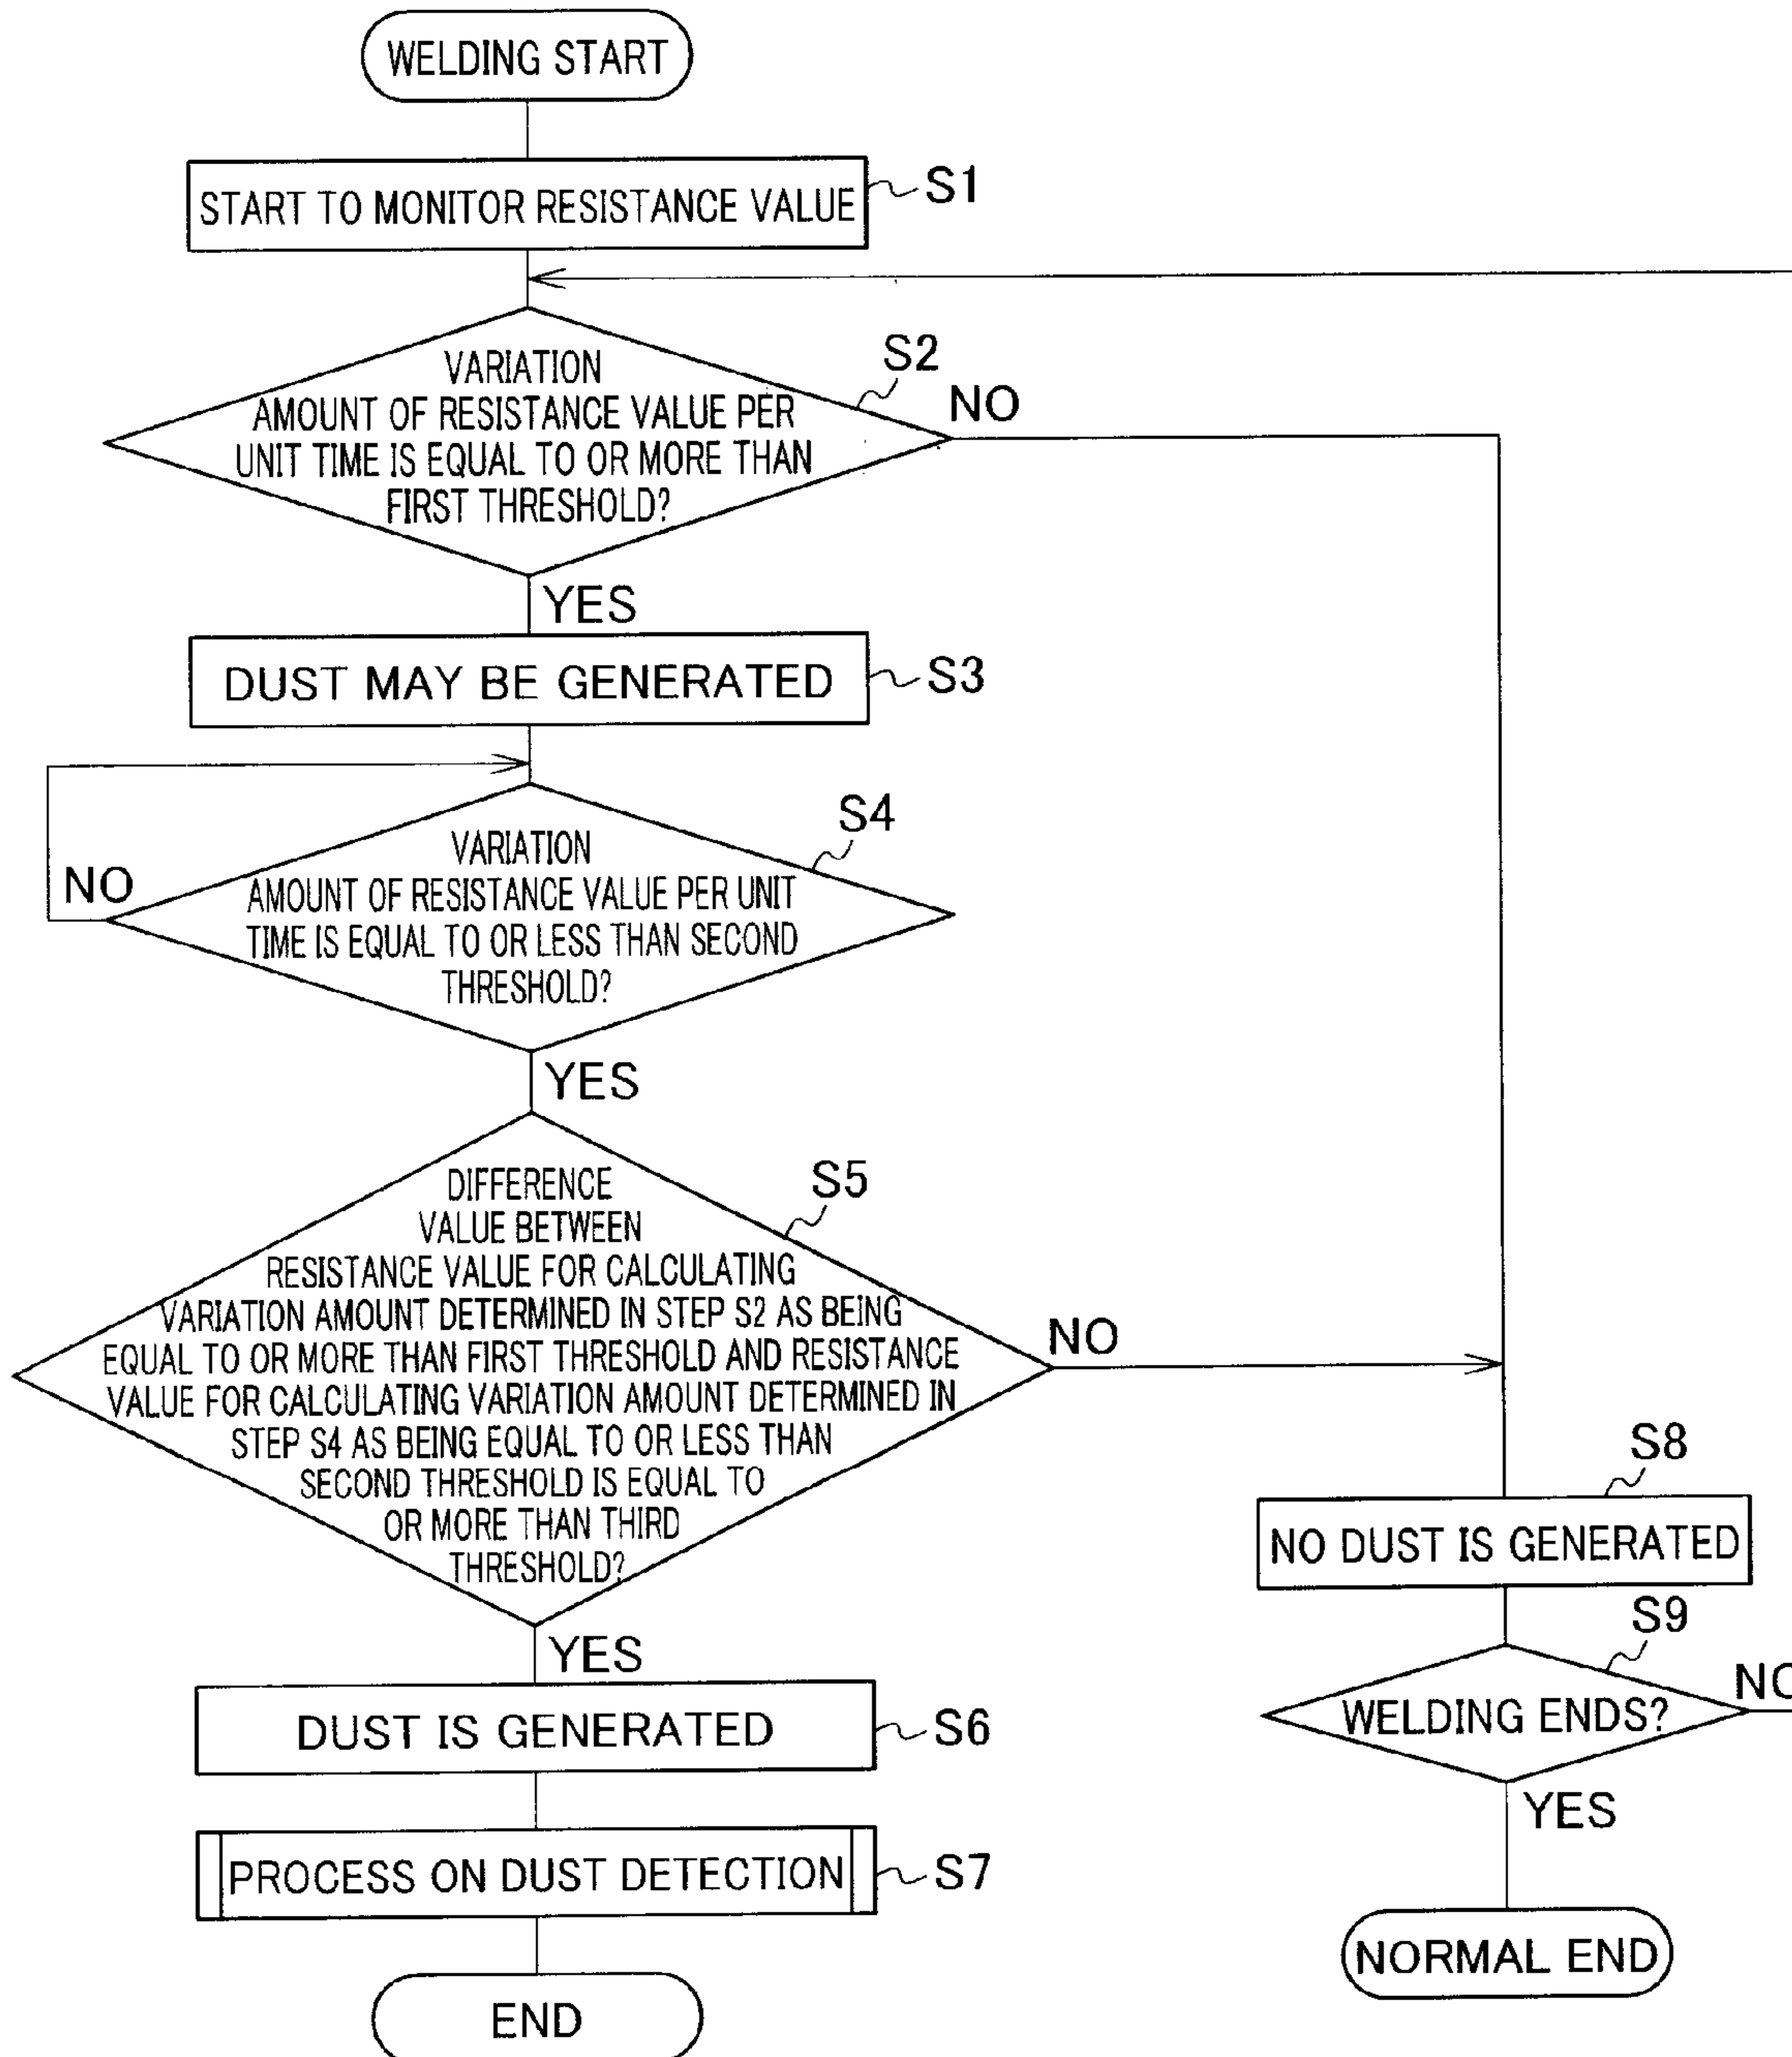 WELDING START
START TO MONITOR RESISTANCE VALUE
S1
S2
VARIATION
AMOUNT OF RESISTANCE VALUE PER
UNIT TIME IS EQUAL TO OR MORE THAN
FIRST THRESHOLD?
NO
YES
DUST MAY BE GENERATED
S3
S4
VARIATION
AMOUNT OF RESISTANCE VALUE PER UNIT
TIME IS EQUAL TO OR LESS THAN SECOND
THRESHOLD?
NO
YES
S5
DIFFERENCE
VALUE BETWEEN
RESISTANCE VALUE FOR CALCULATING
VARIATION AMOUNT DETERMINED IN STEP S2 AS BEING
EQUAL TO OR MORE THAN FIRST THRESHOLD AND RESISTANCE
VALUE FOR CALCULATING VARIATION AMOUNT DETERMINED IN
STEP S4 AS BEING EQUAL TO OR LESS THAN
SECOND THRESHOLD IS EQUAL TO
OR MORE THAN THIRD
THRESHOLD?
NO
YES
DUST IS GENERATED
S6
PROCESS ON DUST DETECTION
S7
END
S8
NO DUST IS GENERATED
S9
WELDING ENDS?
NO
YES
NORMAL END